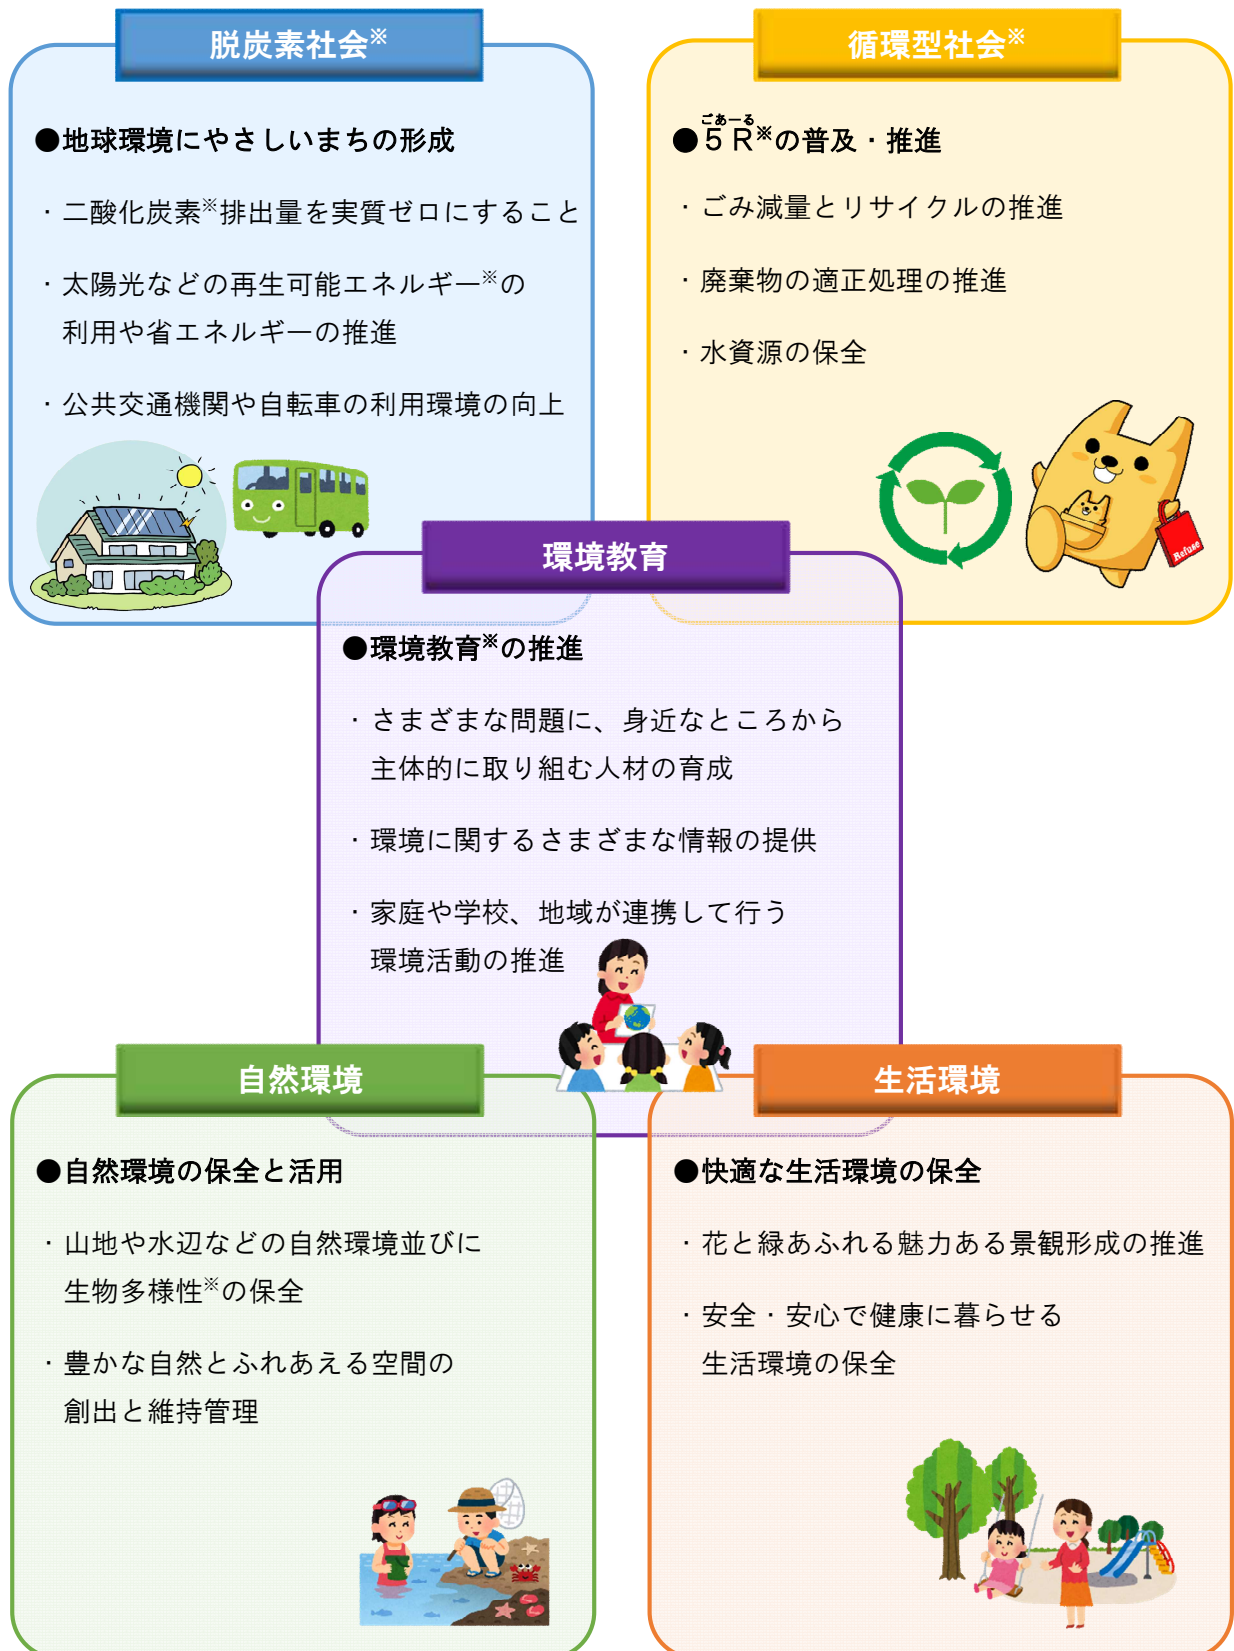 脱炭素社会※
●地球環境にやさしいまちの形成
・二酸化炭素※排出量を実質ゼロにすること
・太陽光などの再生可能エネルギー※の
利用や省エネルギーの推進
・公共交通機関や自転車の利用環境の向上
循環型社会※
ごあーる
●5R※の普及・推進
・ごみ減量とリサイクルの推進
・廃棄物の適正処理の推進
・水資源の保全
Refuse
環境教育
●環境教育※の推進
・さまざまな問題に、身近なところから
主体的に取り組む人材の育成
・環境に関するさまざまな情報の提供
・家庭や学校、地域が連携して行う
環境活動の推進
自然環境
●自然環境の保全と活用
・山地や水辺などの自然環境並びに
生物多様性※の保全
・豊かな自然とふれあえる空間の
創出と維持管理
生活環境
●快適な生活環境の保全
・花と緑あふれる魅力ある景観形成の推進
・安全・安心で健康に暮らせる
生活環境の保全